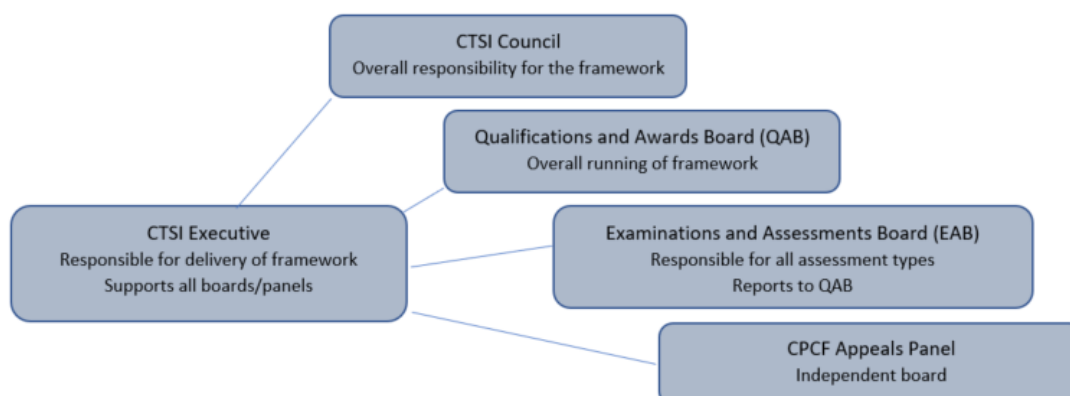 CTSI Council
Overall responsibility for the framework
Qualifications and Awards Board (QAB)
Overall running of framework
CTSI Executive
Responsible for delivery of framework
Supports all boards/panels
Examinations and Assessments Board (EAB)
Responsible for all assessment types
Reports to QAB
CPCF Appeals Panel
Independent board